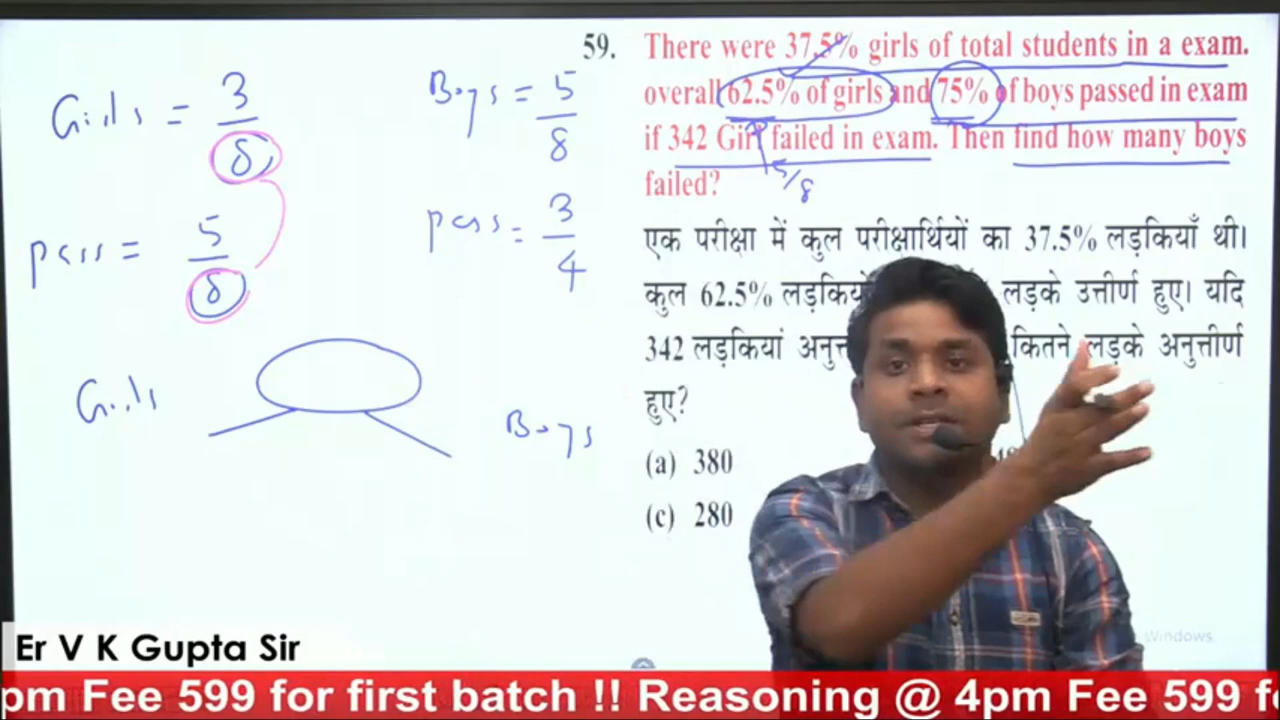 Girls = 3/8
Boys = 5/8
pass = 5/8
pass = 3/4
Girls
Boys
59. There were 37.5% girls of total students in a exam.
overall 62.5% of girls and 75% of boys passed in exam
if 342 Girl failed in exam. Then find how many boys
failed?
5/8
एक परीक्षा में कुल परीक्षार्थियों का 37.5% लड़कियाँ थी।
कुल 62.5% लड़के उत्तीर्ण हुए। यदि
342 लड़कियां कितने लड़के अनुत्तीर्ण
हुए?
(a) 380
(c) 280
Windows
Er V K Gupta Sir
pm Fee 599 for first batch !! Reasoning @ 4pm Fee 599